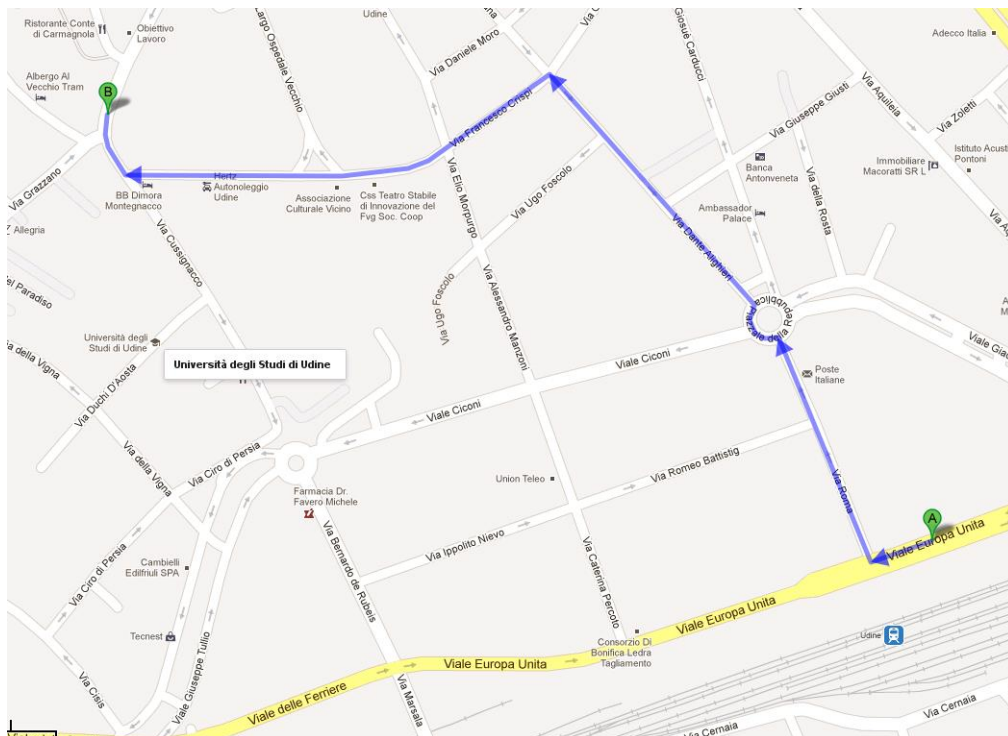 Ristorante Conte
di Carmagnola
Obiettivo
Lavoro
Udine
Via Daniele Moro
Largo Ospedale Vecchio
Giosuè Carducci
Adecco Italia
Albergo Al
Vecchio Tram
B
Via Francesco Crispi
Via Aquileia
Via Giuseppe Giusti
Via Zoletti
Istituto Acust
Pontoni
Immobiliare
Macoratti SR L
Banca
Antonveneta
Via Grazzano
BB Dimora
Montegnacco
Hertz
Autonoleggio
Udine
Associazione
Culturale Vicino
Css Teatro Stabile
di Innovazione del
Fvg Soc. Coop
Via Elio Morpurgo
Via Ugo Foscolo
Via della Rosta
Ambassador
Palace
Via Dante Alighieri
Z Allegria
Via Cussignacco
el Paradiso
Via Ugo Foscolo
Via Alessandro Manzoni
Piazzale della Repubblica
Università degli
Studi di Udine
Università degli Studi di Udine
Via della Vigna
Via Duchi D'Aosta
Viale Ciconi
Viale Ciconi
Poste
Italiane
Via della Vigna
Via Ciro di Persia
Via Romeo Battistig
Via Roma
Union Teleo
Farmacia Dr.
Favero Michele
A
Viale Europa Unita
Via Ippolito Nievo
Via Bernardo de Rubeis
Via Ciro di Persia
Cambielli
Edilfriuli SPA
Via Caterina Percoto
Viale Europa Unita
Tecnest
Consorzio Di
Bonifica Ledra
Tagliamento
Udine
Viale Europa Unita
Viale Giuseppe Tullio
Via Cisis
Viale delle Ferriere
Via Marsala
Via Cernaia
Via Cernaia